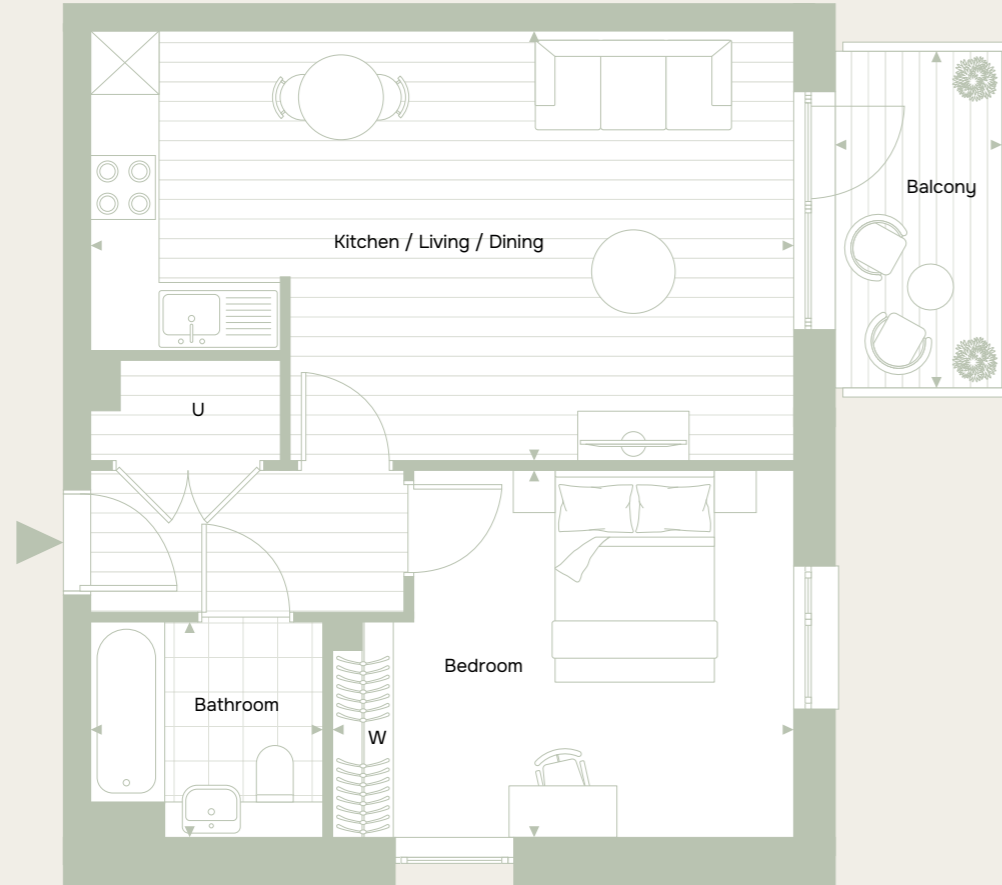 Balcony
Kitchen / Living / Dining
U
Bedroom
Bathroom
W